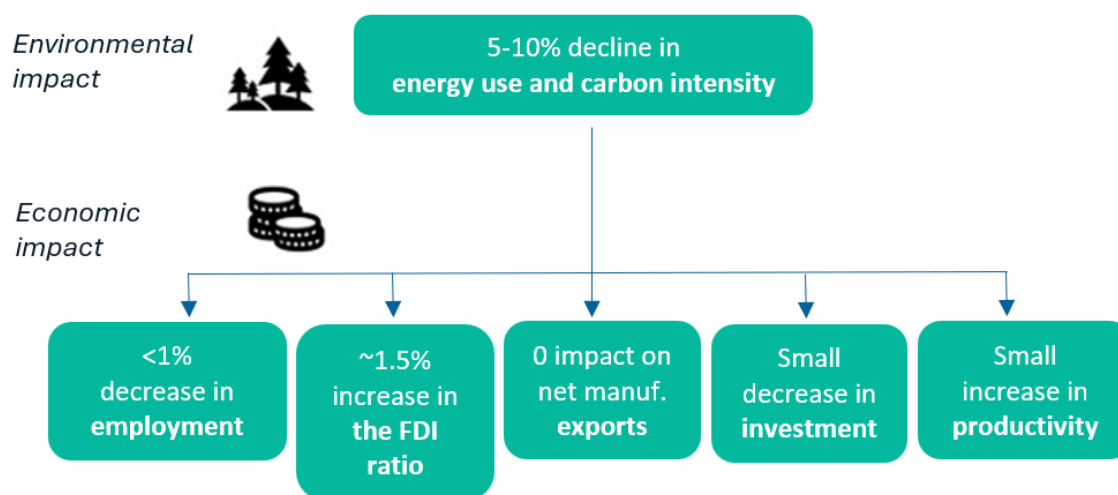 Environmental
impact
5-10% decline in
energy use and carbon intensity
Economic
impact
<1%
decrease in
employment
~1.5%
increase in
the FDI
ratio
0 impact on
net manuf.
exports
Small
decrease in
investment
Small
increase in
productivity